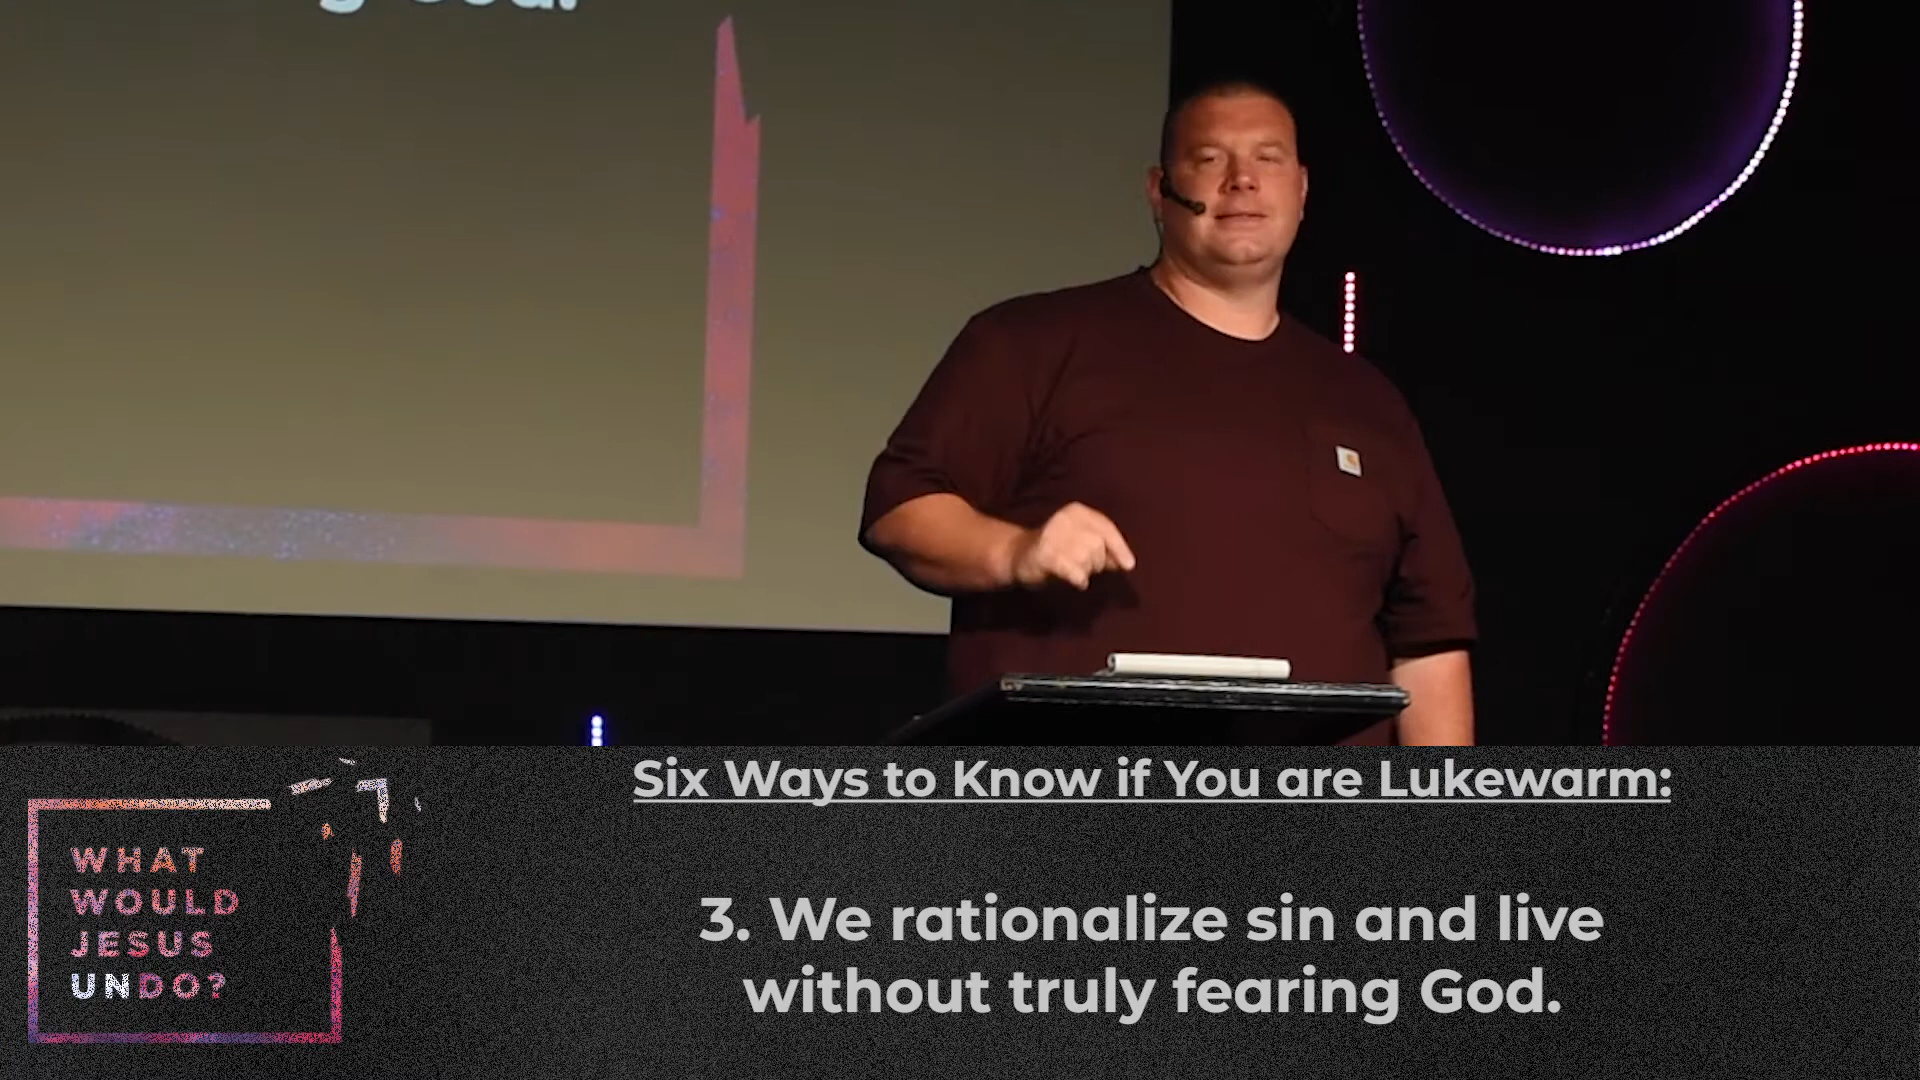 God.
Six Ways to Know if You are Lukewarm:
3. We rationalize sin and live
without truly fearing God.
WHAT
WOULD
JESUS
UNDO?